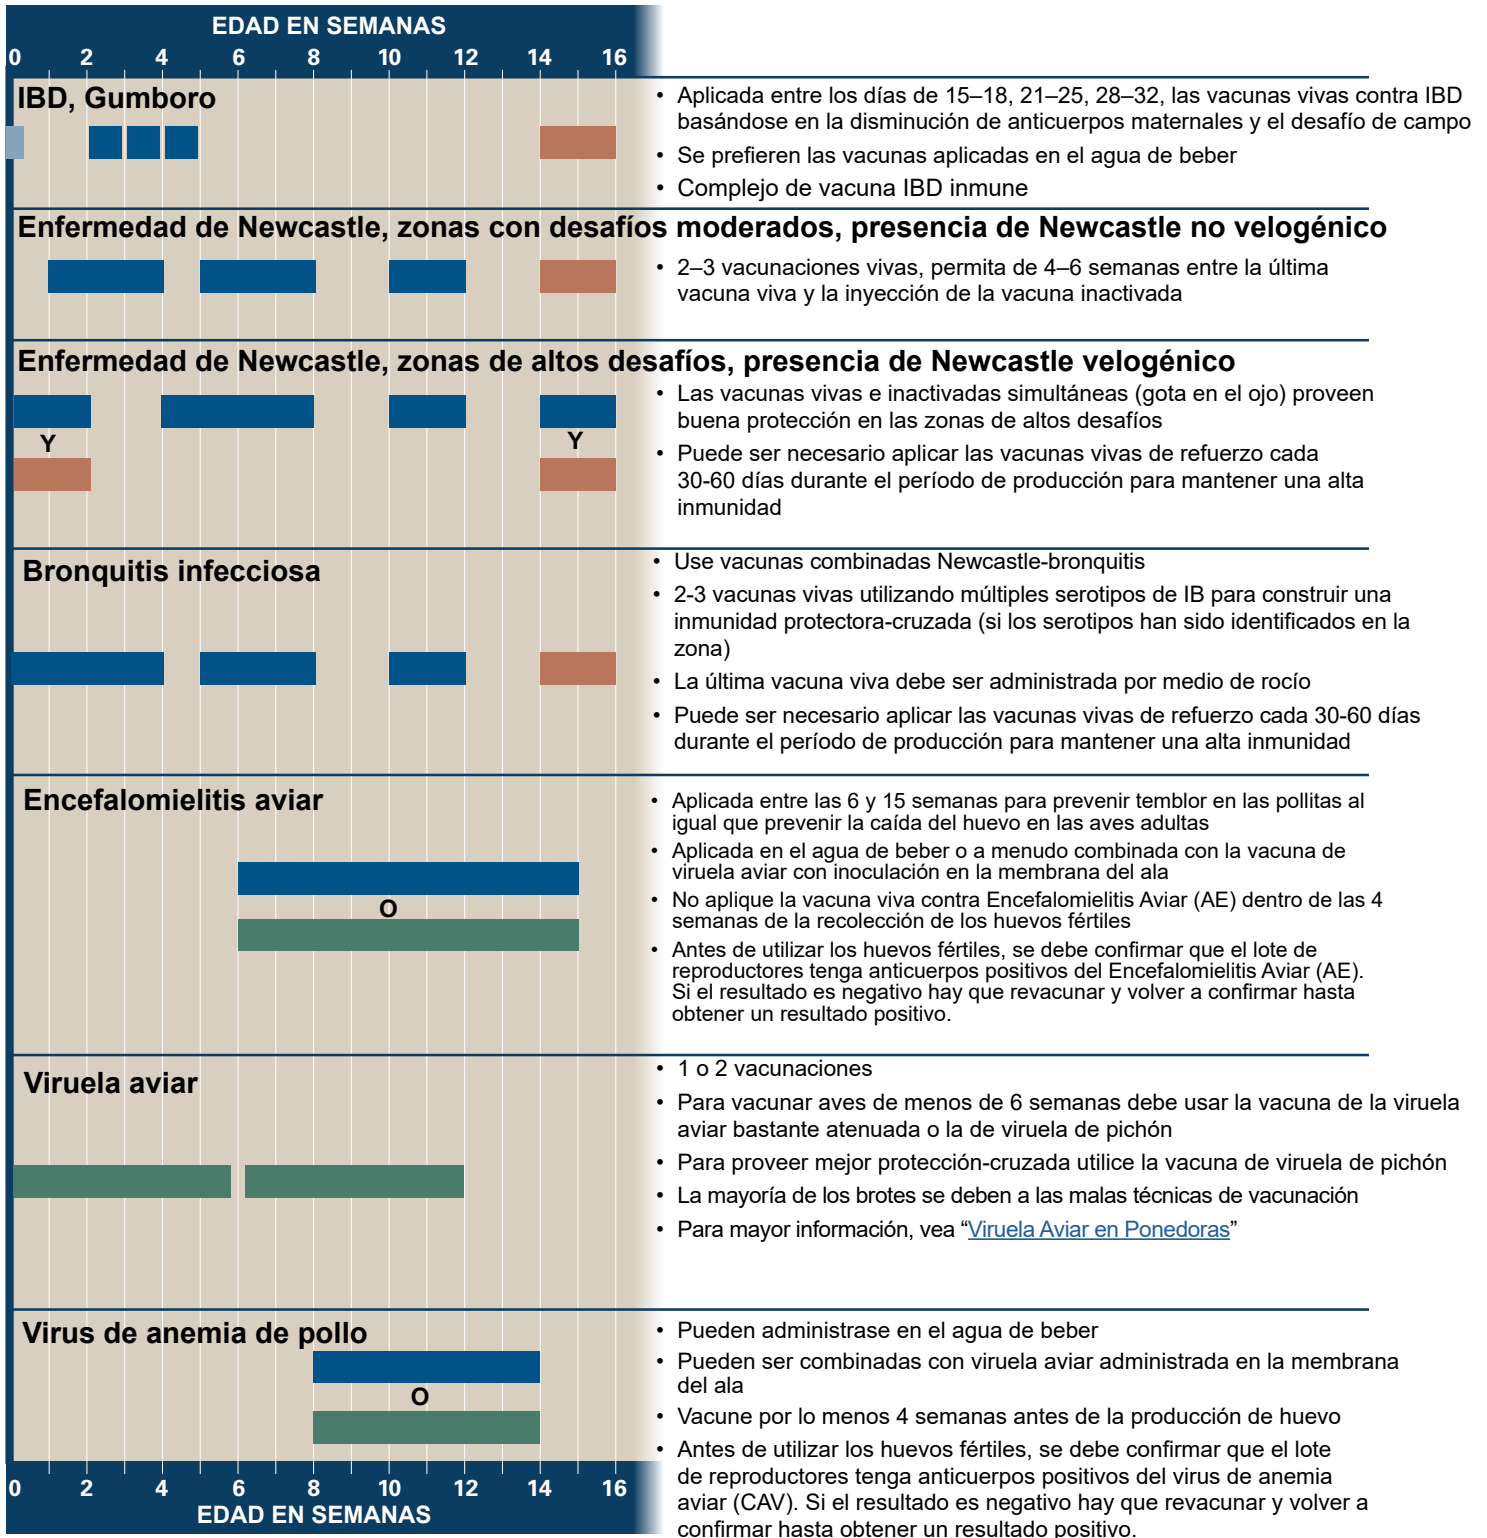 EDAD EN SEMANAS
0 2 4 6 8 10 12 14 16
IBD, Gumboro
• Aplicada entre los días de 15–18, 21–25, 28–32, las vacunas vivas contra IBD
basándose en la disminución de anticuerpos maternales y el desafío de campo
• Se prefieren las vacunas aplicadas en el agua de beber
• Complejo de vacuna IBD inmune
Enfermedad de Newcastle, zonas con desafíos moderados, presencia de Newcastle no velogénico
• 2–3 vacunaciones vivas, permita de 4–6 semanas entre la última
vacuna viva y la inyección de la vacuna inactivada
Enfermedad de Newcastle, zonas de altos desafíos, presencia de Newcastle velogénico
Y
Y
• Las vacunas vivas e inactivadas simultáneas (gota en el ojo) proveen
buena protección en las zonas de altos desafíos
• Puede ser necesario aplicar las vacunas vivas de refuerzo cada
30-60 días durante el período de producción para mantener una alta
inmunidad
Bronquitis infecciosa
• Use vacunas combinadas Newcastle-bronquitis
• 2-3 vacunas vivas utilizando múltiples serotipos de IB para construir una
inmunidad protectora-cruzada (si los serotipos han sido identificados en la
zona)
• La última vacuna viva debe ser administrada por medio de rocío
• Puede ser necesario aplicar las vacunas vivas de refuerzo cada 30-60 días
durante el período de producción para mantener una alta inmunidad
Encefalomielitis aviar
O
• Aplicada entre las 6 y 15 semanas para prevenir temblor en las pollitas al
igual que prevenir la caída del huevo en las aves adultas
• Aplicada en el agua de beber o a menudo combinada con la vacuna de
viruela aviar con inoculación en la membrana del ala
• No aplique la vacuna viva contra Encefalomielitis Aviar (AE) dentro de las 4
semanas de la recolección de los huevos fértiles
• Antes de utilizar los huevos fértiles, se debe confirmar que el lote de
reproductores tenga anticuerpos positivos del Encefalomielitis Aviar (AE).
Si el resultado es negativo hay que revacunar y volver a confirmar hasta
obtener un resultado positivo.
Viruela aviar
• 1 o 2 vacunaciones
• Para vacunar aves de menos de 6 semanas debe usar la vacuna de la viruela
aviar bastante atenuada o la de viruela de pichón
• Para proveer mejor protección-cruzada utilice la vacuna de viruela de pichón
• La mayoría de los brotes se deben a las malas técnicas de vacunación
• Para mayor información, vea “Viruela Aviar en Ponedoras”
Virus de anemia de pollo
O
• Pueden administrase en el agua de beber
• Pueden ser combinadas con viruela aviar administrada en la membrana
del ala
• Vacune por lo menos 4 semanas antes de la producción de huevo
• Antes de utilizar los huevos fértiles, se debe confirmar que el lote
de reproductores tenga anticuerpos positivos del virus de anemia
aviar (CAV). Si el resultado es negativo hay que revacunar y volver a
confirmar hasta obtener un resultado positivo.
0 2 4 6 8 10 12 14 16
EDAD EN SEMANAS